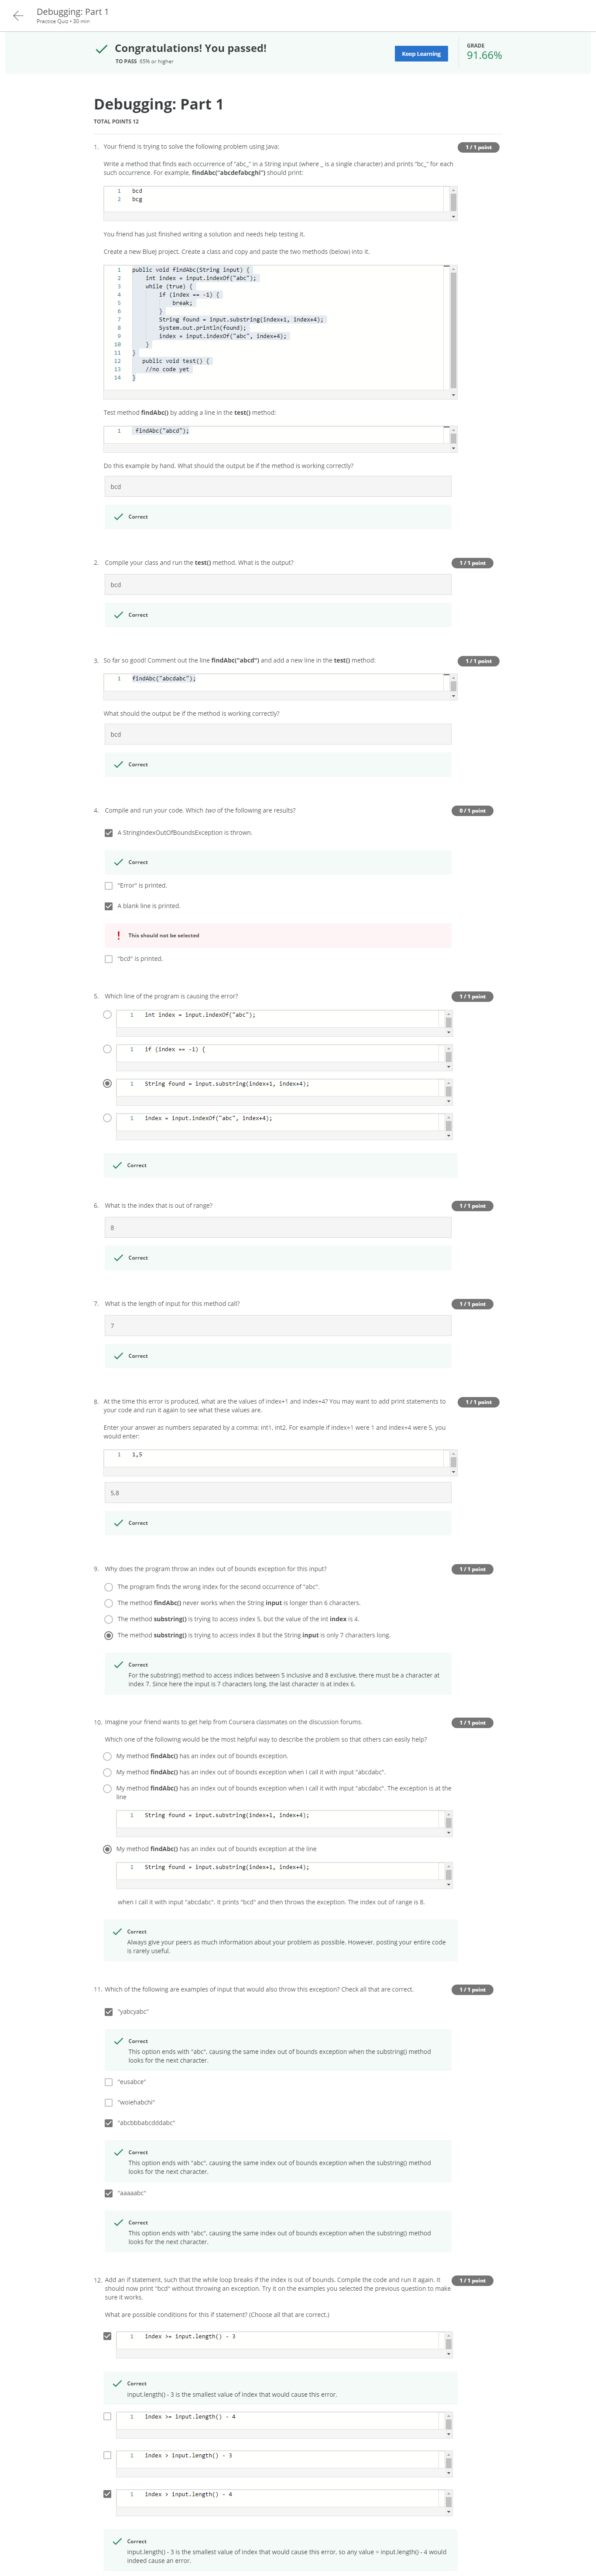 Debugging: Part 1
Practice Quiz • 30 min
Congratulations! You passed!
TO PASS 65% or higher
Keep Learning
GRADE
91.66%
Debugging: Part 1
TOTAL POINTS 12
1. Your friend is trying to solve the following problem using Java:
1 / 1 point
Write a method that finds each occurrence of "abc_" in a String input (where _ is a single character) and prints "bc_" for each
such occurrence. For example, findAbc("abcdefabcghi") should print:
1 bcd
2 bcg
You friend has just finished writing a solution and needs help testing it.
Create a new BlueJ project. Create a class and copy and paste the two methods (below) into it.
1 public void findAbc(String input) {
2 int index = input.indexOf("abc");
3 while (true) {
4 if (index == -1) {
5 break;
6 }
7 String found = input.substring(index+1, index+4);
8 System.out.println(found);
9 index = input.indexOf("abc", index+4);
10 }
11 }
12 public void test() {
13 //no code yet
14 }
Test method findAbc() by adding a line in the test() method:
1 findAbc("abcd");
Do this example by hand. What should the output be if the method is working correctly?
bcd
Correct
2. Compile your class and run the test() method. What is the output?
1 / 1 point
bcd
Correct
3. So far so good! Comment out the line findAbc("abcd") and add a new line in the test() method:
1 / 1 point
1 findAbc("abcdabc");
What should the output be if the method is working correctly?
bcd
Correct
4. Compile and run your code. Which two of the following are results?
0 / 1 point
A StringIndexOutOfBoundsException is thrown.
Correct
"Error" is printed.
A blank line is printed.
This should not be selected
"bcd" is printed.
5. Which line of the program is causing the error?
1 / 1 point
1 int index = input.indexOf("abc");
1 if (index == -1) {
1 String found = input.substring(index+1, index+4);
1 index = input.indexOf("abc", index+4);
Correct
6. What is the index that is out of range?
1 / 1 point
8
Correct
7. What is the length of input for this method call?
1 / 1 point
7
Correct
8. At the time this error is produced, what are the values of index+1 and index+4? You may want to add print statements to
your code and run it again to see what these values are.
1 / 1 point
Enter your answer as numbers separated by a comma: int1, int2. For example if index+1 were 1 and index+4 were 5, you
would enter:
1 1,5
5,8
Correct
9. Why does the program throw an index out of bounds exception for this input?
1 / 1 point
The program finds the wrong index for the second occurrence of "abc".
The method findAbc() never works when the String input is longer than 6 characters.
The method substring() is trying to access index 5, but the value of the int index is 4.
The method substring() is trying to access index 8 but the String input is only 7 characters long.
Correct
For the substring() method to access indices between 5 inclusive and 8 exclusive, there must be a character at
index 7. Since here the input is 7 characters long, the last character is at index 6.
10. Imagine your friend wants to get help from Coursera classmates on the discussion forums.
1 / 1 point
Which one of the following would be the most helpful way to describe the problem so that others can easily help?
My method findAbc() has an index out of bounds exception.
My method findAbc() has an index out of bounds exception when I call it with input "abcdabc".
My method findAbc() has an index out of bounds exception when I call it with input "abcdabc". The exception is at the
line
1 String found = input.substring(index+1, index+4);
My method findAbc() has an index out of bounds exception at the line
1 String found = input.substring(index+1, index+4);
when I call it with input "abcdabc". It prints "bcd" and then throws the exception. The index out of range is 8.
Correct
Always give your peers as much information about your problem as possible. However, posting your entire code
is rarely useful.
11. Which of the following are examples of input that would also throw this exception? Check all that are correct.
1 / 1 point
"yabcyabc"
Correct
This option ends with "abc", causing the same index out of bounds exception when the substring() method
looks for the next character.
"eusabce"
"woiehabchi"
"abcbbbabcdddabc"
Correct
This option ends with "abc", causing the same index out of bounds exception when the substring() method
looks for the next character.
"aaaaabc"
Correct
This option ends with "abc", causing the same index out of bounds exception when the substring() method
looks for the next character.
12. Add an if statement, such that the while loop breaks if the index is out of bounds. Compile the code and run it again. It
should now print "bcd" without throwing an exception. Try it on the examples you selected the previous question to make
sure it works.
1 / 1 point
What are possible conditions for this if statement? (Choose all that are correct.)
1 index >= input.length() - 3
Correct
input.length() - 3 is the smallest value of index that would cause this error.
1 index >= input.length() - 4
1 index > input.length() - 3
1 index > input.length() - 4
Correct
input.length() - 3 is the smallest value of index that would cause this error, so any value > input.length() - 4 would
indeed cause an error.